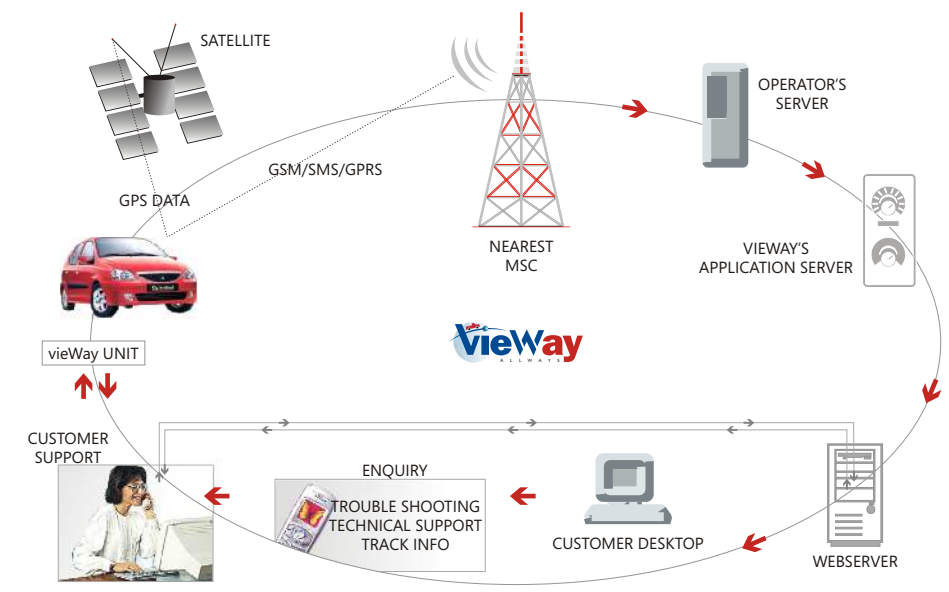 SATELLITE
OPERATOR'S
SERVER
GSM/SMS/GPRS
GPS DATA
NEAREST
MSC
VIEWAY'S
APPLICATION SERVER
vieWay
ALLWAYS
vieWay UNIT
CUSTOMER
SUPPORT
ENQUIRY
TROUBLE SHOOTING
TECHNICAL SUPPORT
TRACK INFO
CUSTOMER DESKTOP
WEBSERVER